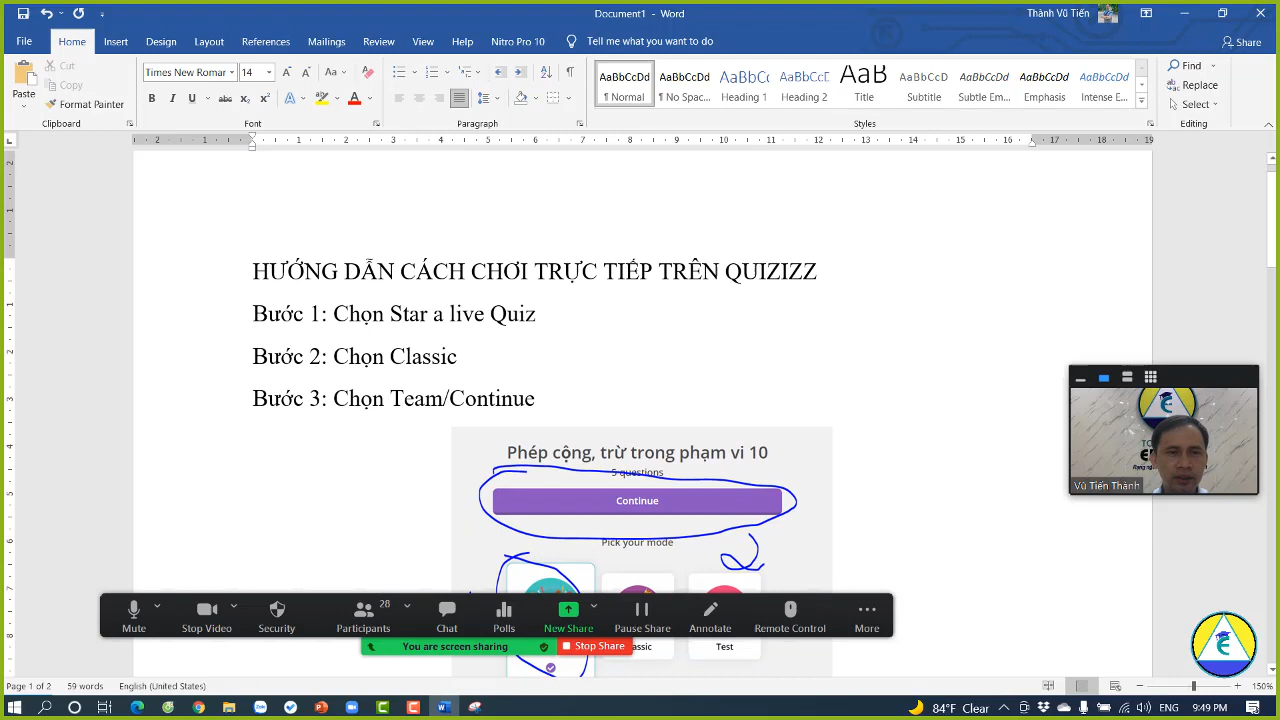 Document1 - Word
Thành Vũ Tiến
File Home Insert Design Layout References Mailings Review View Help Nitro Pro 10 Tell me what you want to do Share
Paste
Cut
Copy
Format Painter
Clipboard
Times New Romar 14
Font
Paragraph
AaBbCcDd ¶ Normal
AaBbCcDd ¶ No Spac...
AaBbCc Heading 1
AaBbCcE Heading 2
AaB Title
AaBbCcD Subtitle
AaBbCcDd Subtle Em...
AaBbCcDd Emphasis
AaBbCcDd Intense E...
Styles
Find
Replace
Select
Editing
HƯỚNG DẪN CÁCH CHƠI TRỰC TIẾP TRÊN QUIZIZZ
Bước 1: Chọn Star a live Quiz
Bước 2: Chọn Classic
Bước 3: Chọn Team/Continue
Phép cộng, trừ trong phạm vi 10
5 questions
Continue
Pick your mode
2
Test
Vũ Tiến Thành
Mute Stop Video Security Participants 28 Chat Polls New Share Pause Share Annotate Remote Control More
You are screen sharing Stop Share
Page 1 of 2 59 words English (United States) 150%
84°F Clear ENG 9:49 PM